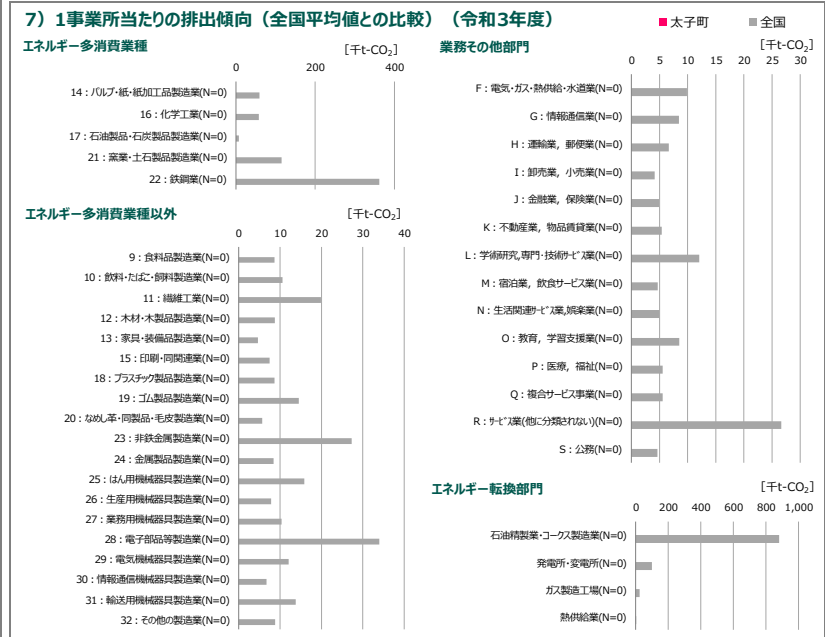 7）1事業所当たりの排出傾向（全国平均値との比較）（令和3年度）
■太子町 ■全国
エネルギー多消費業種
[千t-CO₂]
0 200 400
14：パルプ・紙・紙加工品製造業(N=0)
16：化学工業(N=0)
17：石油製品・石炭製品製造業(N=0)
21：窯業・土石製品製造業(N=0)
22：鉄鋼業(N=0)
エネルギー多消費業種以外
[千t-CO₂]
0 10 20 30 40
9：食料品製造業(N=0)
10：飲料・たばこ・飼料製造業(N=0)
11：繊維工業(N=0)
12：木材・木製品製造業(N=0)
13：家具・装備品製造業(N=0)
15：印刷・同関連業(N=0)
18：プラスチック製品製造業(N=0)
19：ゴム製品製造業(N=0)
20：なめし革・同製品・毛皮製造業(N=0)
23：非鉄金属製造業(N=0)
24：金属製品製造業(N=0)
25：はん用機械器具製造業(N=0)
26：生産用機械器具製造業(N=0)
27：業務用機械器具製造業(N=0)
28：電子部品等製造業(N=0)
29：電気機械器具製造業(N=0)
30：情報通信機械器具製造業(N=0)
31：輸送用機械器具製造業(N=0)
32：その他の製造業(N=0)
業務その他部門
[千t-CO₂]
0 5 10 15 20 25 30
F：電気・ガス・熱供給・水道業(N=0)
G：情報通信業(N=0)
H：運輸業，郵便業(N=0)
I：卸売業，小売業(N=0)
J：金融業，保険業(N=0)
K：不動産業，物品賃貸業(N=0)
L：学術研究,専門・技術サービス業(N=0)
M：宿泊業，飲食サービス業(N=0)
N：生活関連サービス業,娯楽業(N=0)
O：教育，学習支援業(N=0)
P：医療，福祉(N=0)
Q：複合サービス事業(N=0)
R：サービス業(他に分類されない)(N=0)
S：公務(N=0)
エネルギー転換部門
[千t-CO₂]
0 200 400 600 800 1,000
石油精製業・コークス製造業(N=0)
発電所・変電所(N=0)
ガス製造工場(N=0)
熱供給業(N=0)